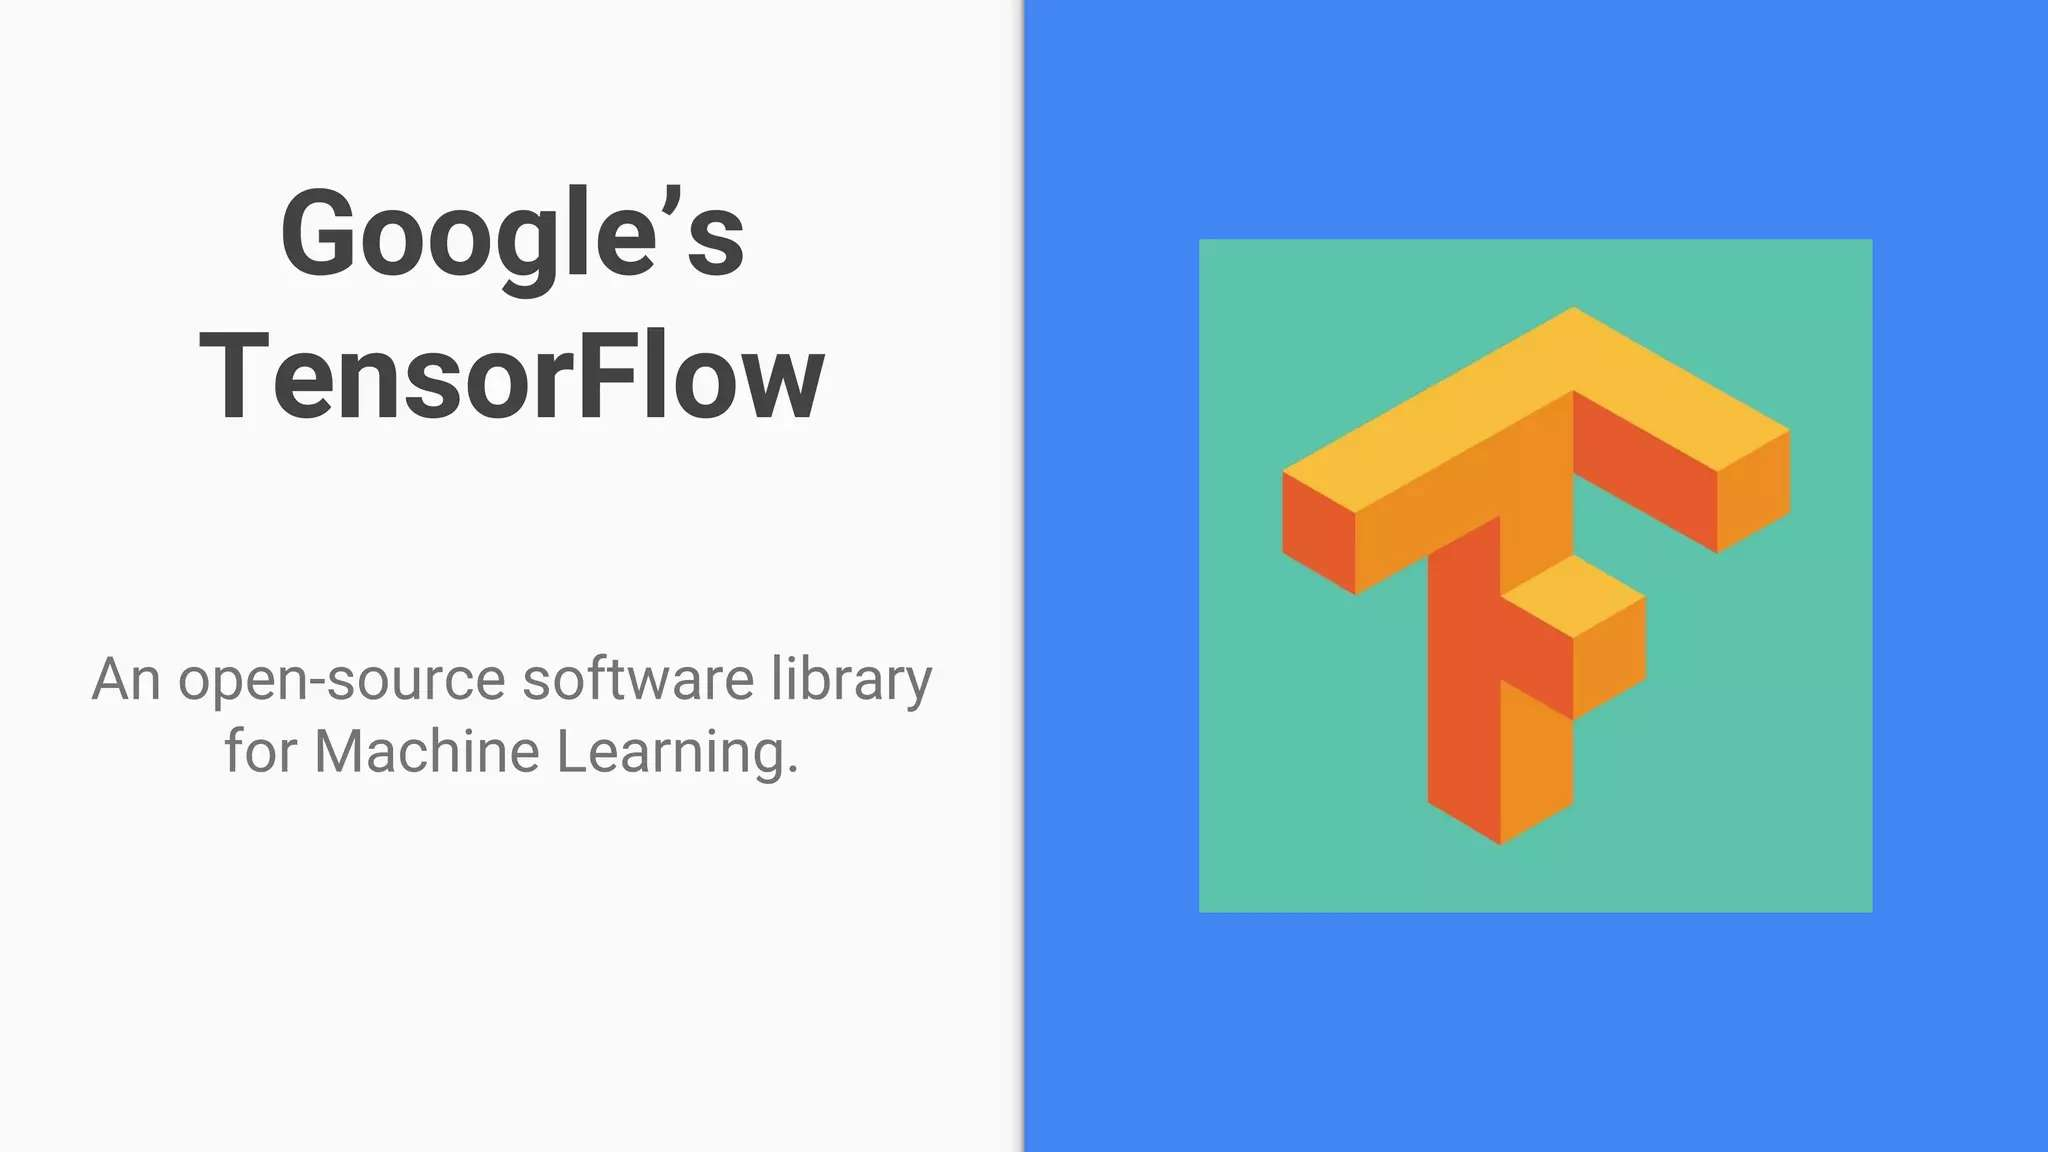 Google’s
TensorFlow
An open-source software library
for Machine Learning.